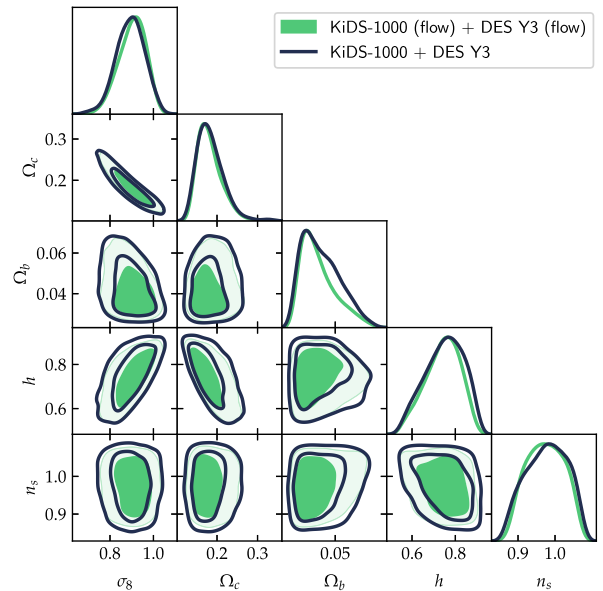 KiDS-1000 (flow) + DES Y3 (flow)
KiDS-1000 + DES Y3
0.3
0.2
Ω_c
0.06
0.04
Ω_b
0.8
0.6
h
1.0
0.9
n_s
0.8 1.0 0.2 0.3 0.05 0.6 0.8 0.9 1.0
σ_8 Ω_c Ω_b h n_s